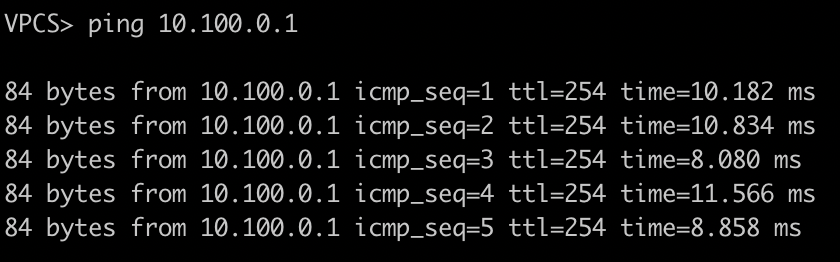 VPCS> ping 10.100.0.1
84 bytes from 10.100.0.1 icmp_seq=1 ttl=254 time=10.182 ms
84 bytes from 10.100.0.1 icmp_seq=2 ttl=254 time=10.834 ms
84 bytes from 10.100.0.1 icmp_seq=3 ttl=254 time=8.080 ms
84 bytes from 10.100.0.1 icmp_seq=4 ttl=254 time=11.566 ms
84 bytes from 10.100.0.1 icmp_seq=5 ttl=254 time=8.858 ms